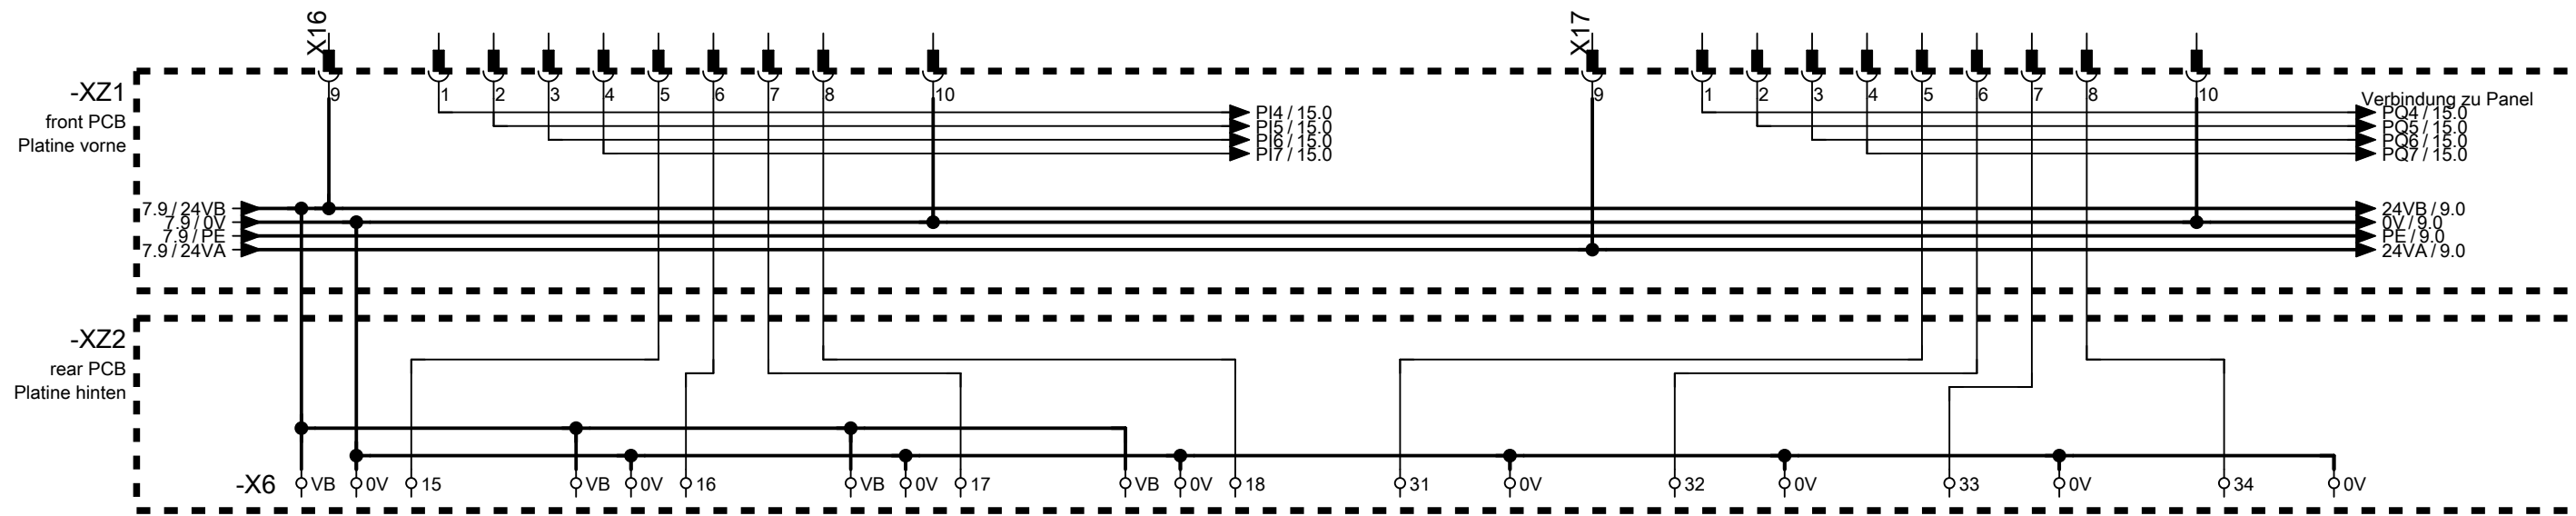 X16
X17
9 1 2 3 4 5 6 7 8 10
9 1 2 3 4 5 6 7 8 10
-XZ1
front PCB
Platine vorne
PI4 / 15.0
PI5 / 15.0
PI6 / 15.0
PI7 / 15.0
Verbindung zu Panel
PQ4 / 15.0
PQ5 / 15.0
PQ6 / 15.0
PQ7 / 15.0
7.9 / 24VB
7.9 / 0V
7.9 / PE
7.9 / 24VA
24VB / 9.0
0V / 9.0
PE / 9.0
24VA / 9.0
-XZ2
rear PCB
Platine hinten
-X6 VB 0V 15 VB 0V 16 VB 0V 17 VB 0V 18 31 0V 32 0V 33 0V 34 0V